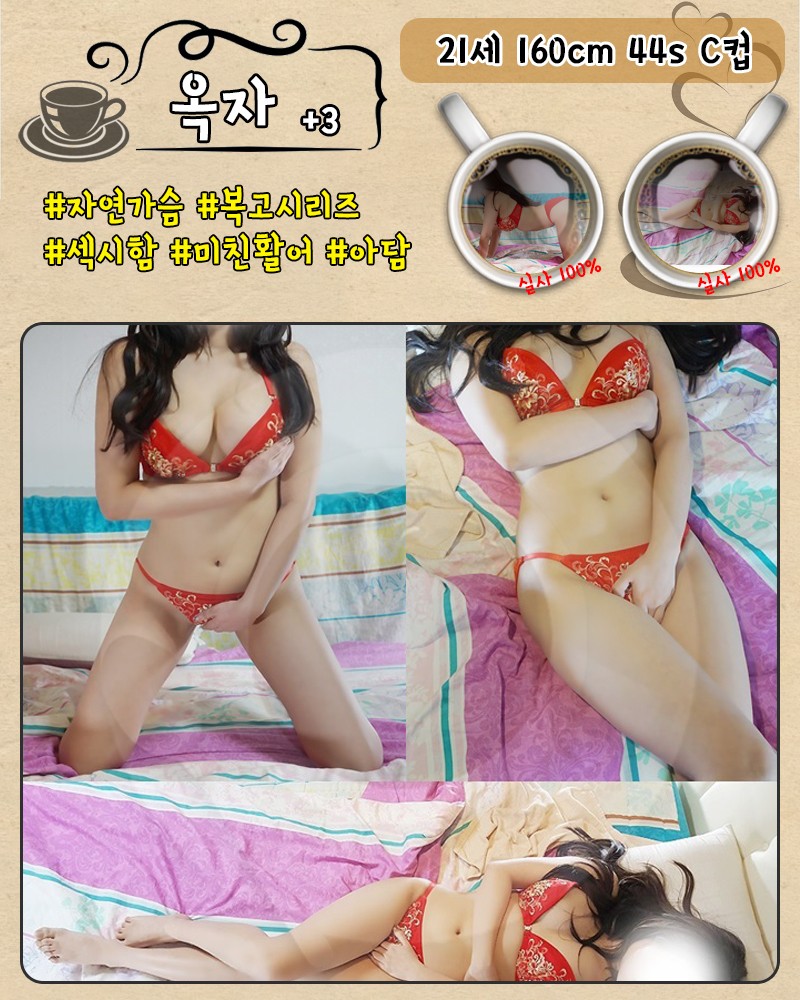 옥자 +3
21세 160cm 44s C컵
#자연가슴 #복고시리즈
#섹시함 #미친활어 #아담
실사 100%
실사 100%